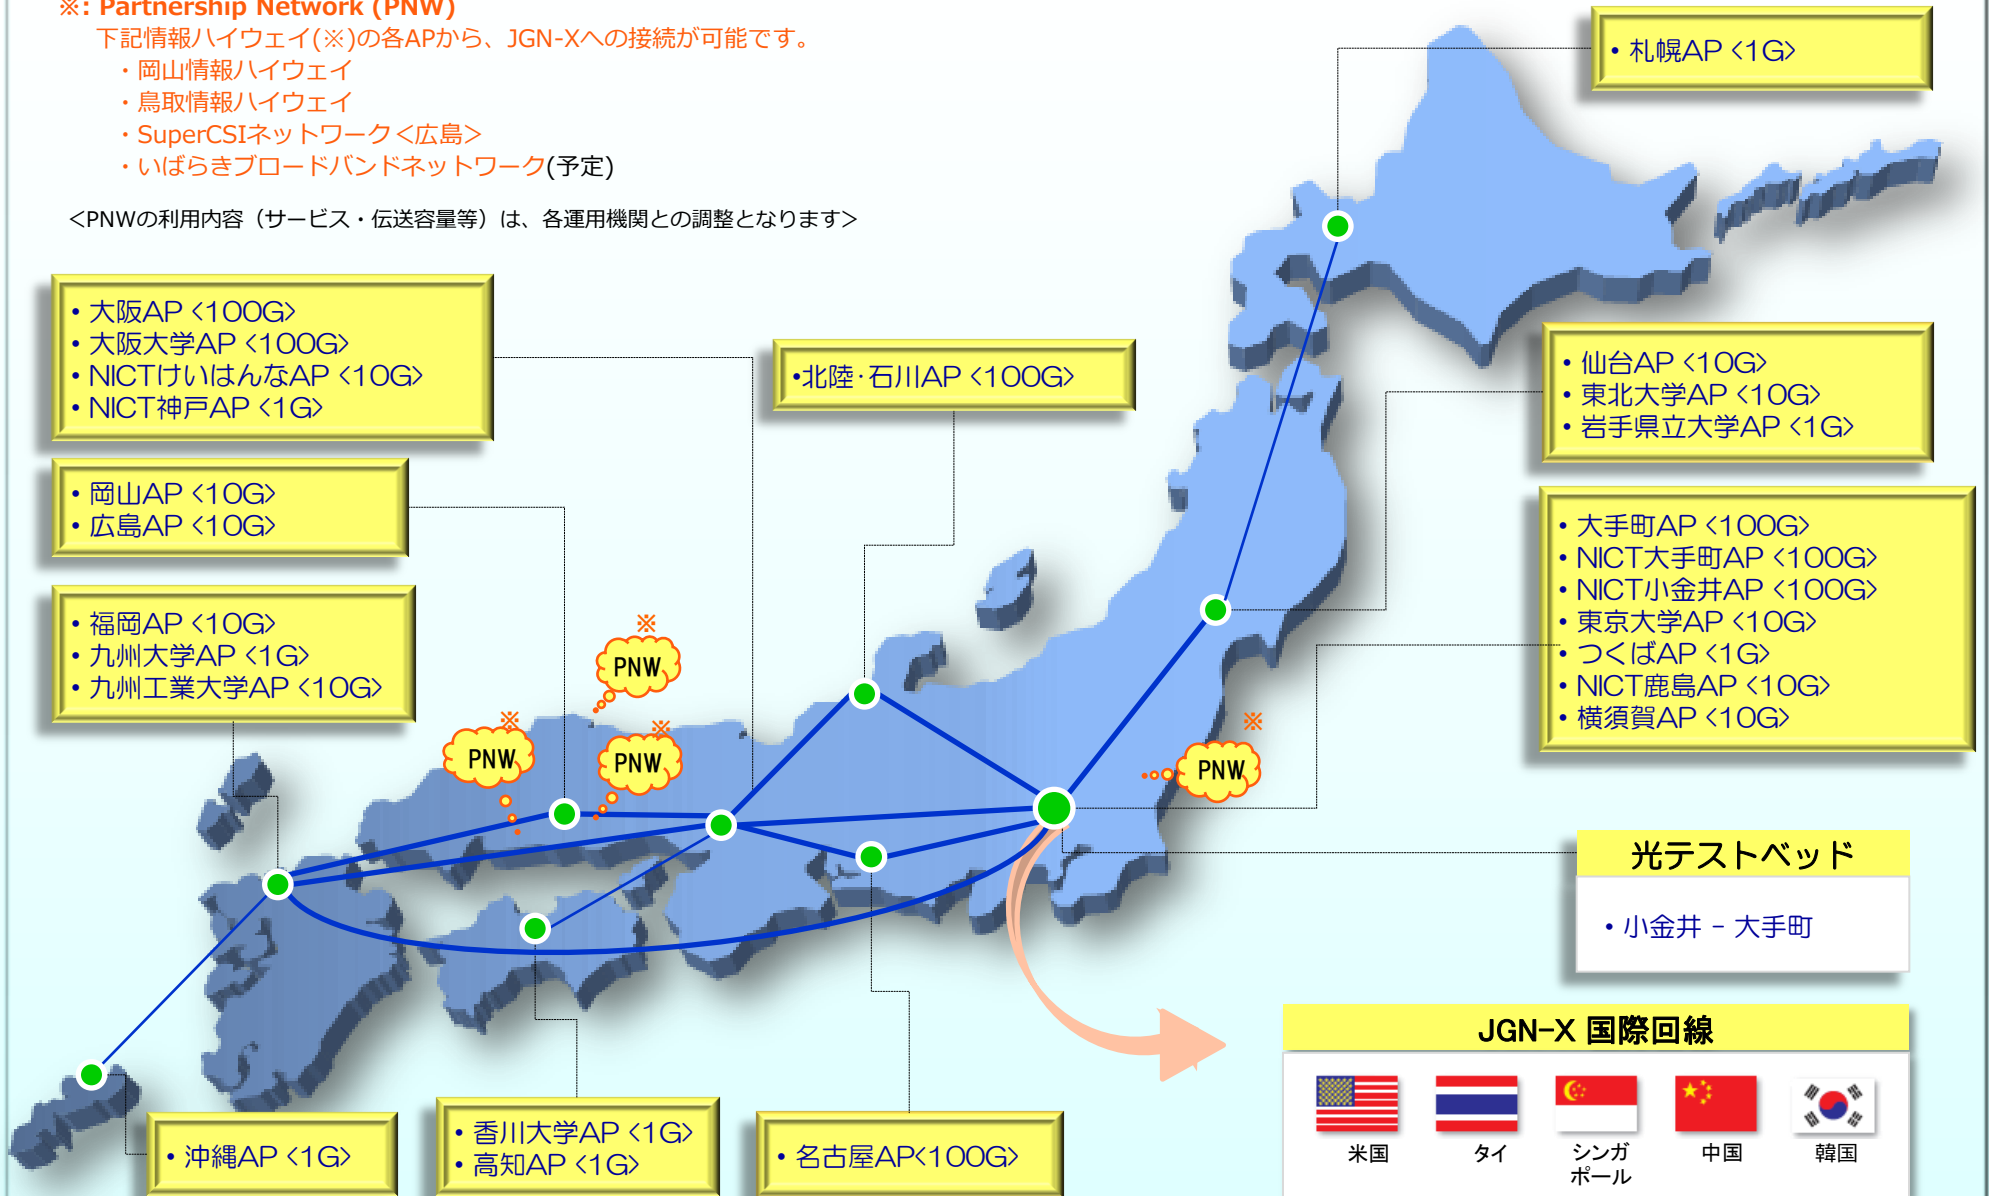 ※: Partnership Network (PNW)
下記情報ハイウェイ(※)の各APから、JGN-Xへの接続が可能です。
・岡山情報ハイウェイ
・鳥取情報ハイウェイ
・SuperCSIネットワーク<広島>
・いばらきブロードバンドネットワーク(予定)
<PNWの利用内容（サービス・伝送容量等）は、各運用機関との調整となります>
• 札幌AP <1G>
• 大阪AP <100G>
• 大阪大学AP <100G>
• NICTけいはんなAP <10G>
• NICT神戸AP <1G>
•北陸･石川AP <100G>
• 仙台AP <10G>
• 東北大学AP <10G>
• 岩手県立大学AP <1G>
• 岡山AP <10G>
• 広島AP <10G>
• 大手町AP <100G>
• NICT大手町AP <100G>
• NICT小金井AP <100G>
• 東京大学AP <10G>
• つくばAP <1G>
• NICT鹿島AP <10G>
• 横須賀AP <10G>
• 福岡AP <10G>
• 九州大学AP <1G>
• 九州工業大学AP <10G>
※
PNW
※
PNW
※
PNW
※
PNW
光テストベッド
• 小金井 － 大手町
JGN-X 国際回線
米国
タイ
シンガ
ポール
中国
韓国
• 沖縄AP <1G>
• 香川大学AP <1G>
• 高知AP <1G>
• 名古屋AP<100G>